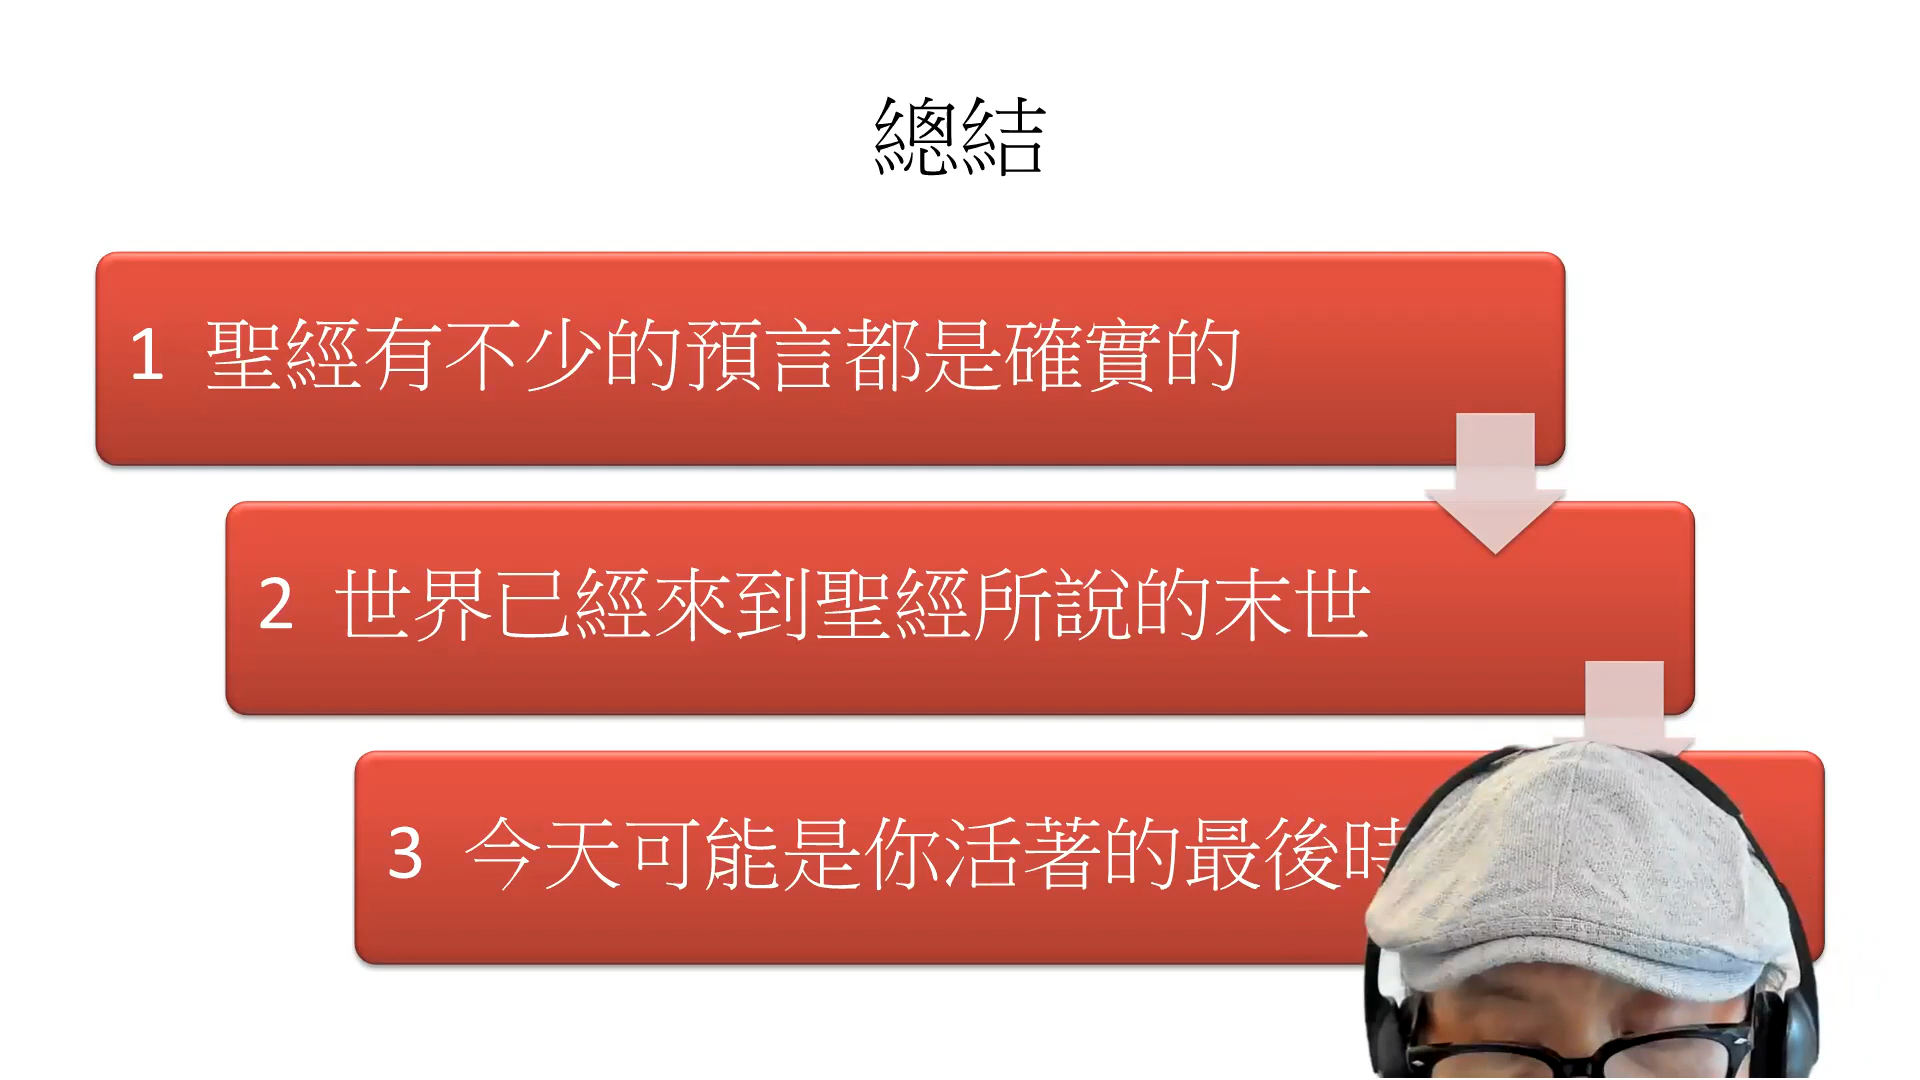 總結
1 聖經有不少的預言都是確實的
2 世界已經來到聖經所說的末世
3 今天可能是你活著的最後時